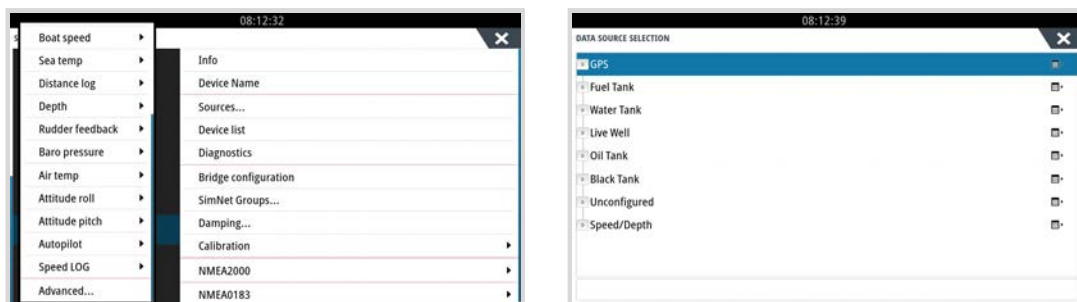 08:12:32
S
Boat speed
Sea temp
Distance log
Depth
Rudder feedback
Baro pressure
Air temp
Attitude roll
Attitude pitch
Autopilot
Speed LOG
Advanced...
Info
Device Name
Sources...
Device list
Diagnostics
Bridge configuration
SimNet Groups...
Damping...
Calibration
NMEA2000
NMEA0183
08:12:39
DATA SOURCE SELECTION
GPS
Fuel Tank
Water Tank
Live Well
Oil Tank
Black Tank
Unconfigured
Speed/Depth